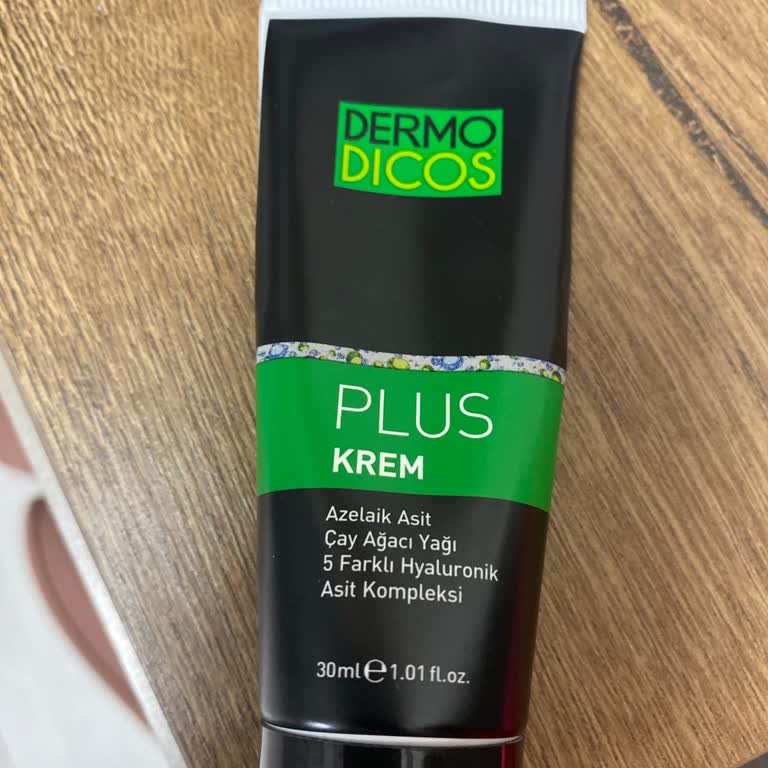 DERMO
DICOS
PLUS
KREM
Azelaik Asit
Çay Ağacı Yağı
5 Farklı Hyaluronik
Asit Kompleksi
30ml℮1.01 fl.oz.